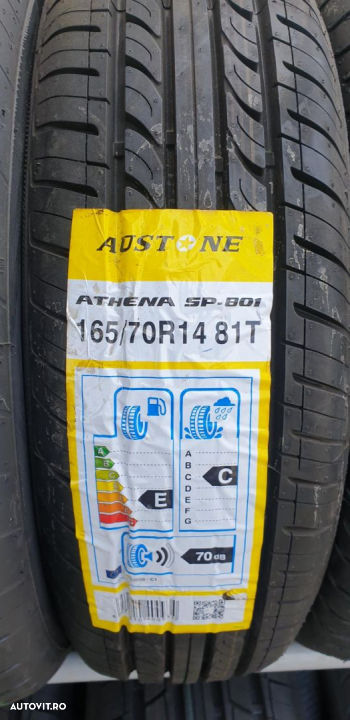 AUSTONE
ATHENA SP-801
165/70R14 81T
A
B
C
D
E
F
G
E
C
70 dB
AUTOVIT.RO